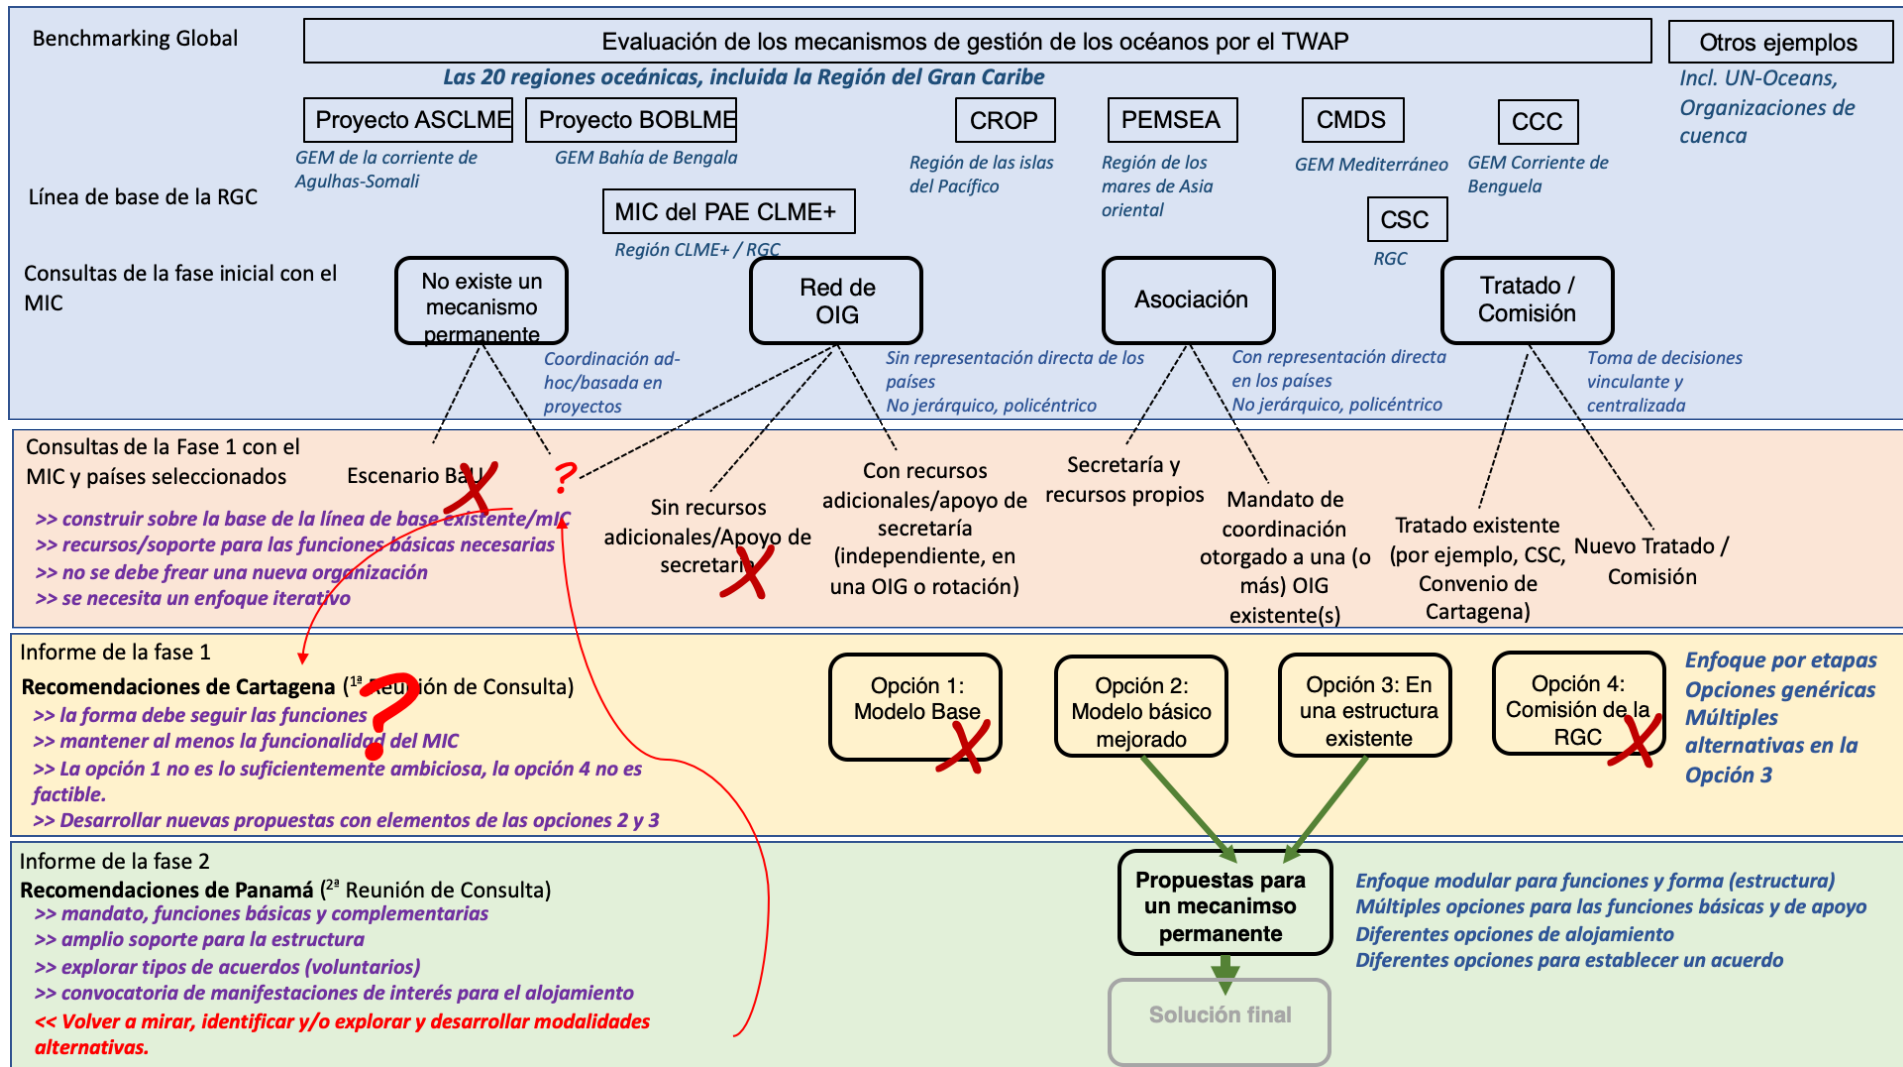 Benchmarking Global
Evaluación de los mecanismos de gestión de los océanos por el TWAP
Otros ejemplos
Las 20 regiones oceánicas, incluida la Región del Gran Caribe
Incl. UN-Oceans,
Organizaciones de
cuenca
Proyecto ASCLME
Proyecto BOBLME
CROP
PEMSEA
CMDS
CCC
GEM de la corriente de
Agulhas-Somali
GEM Bahía de Bengala
Región de las islas
del Pacífico
Región de los
mares de Asia
oriental
GEM Mediterráneo
GEM Corriente de
Benguela
Línea de base de la RGC
MIC del PAE CLME+
Región CLME+ / RGC
CSC
RGC
Consultas de la fase inicial con el
MIC
No existe un
mecanismo
permanente
Red de
OIG
Asociación
Tratado /
Comisión
Coordinación ad-
hoc/basada en
proyectos
Sin representación directa de los
países
No jerárquico, policéntrico
Con representación directa
en los países
No jerárquico, policéntrico
Toma de decisiones
vinculante y
centralizada
Consultas de la Fase 1 con el
MIC y países seleccionados
Escenario BaU
X
?
>> construir sobre la base de la línea de base existente/mIC
>> recursos/soporte para las funciones básicas necesarias
>> no se debe frear una nueva organización
>> se necesita un enfoque iterativo
Sin recursos
adicionales/Apoyo de
secretaría
X
Con recursos
adicionales/apoyo de
secretaría
(independiente, en
una OIG o rotación)
Secretaría y
recursos propios
Mandato de
coordinación
otorgado a una (o
más) OIG
existente(s)
Tratado existente
(por ejemplo, CSC,
Convenio de
Cartagena)
Nuevo Tratado /
Comisión
Informe de la fase 1
Recomendaciones de Cartagena (1ª Reunión de Consulta)
?
>> la forma debe seguir las funciones
>> mantener al menos la funcionalidad del MIC
>> La opción 1 no es lo suficientemente ambiciosa, la opción 4 no es
factible.
>> Desarrollar nuevas propuestas con elementos de las opciones 2 y 3
Opción 1:
Modelo Base
X
Opción 2:
Modelo básico
mejorado
Opción 3: En
una estructura
existente
Opción 4:
Comisión de la
RGC
X
Enfoque por etapas
Opciones genéricas
Múltiples
alternativas en la
Opción 3
Informe de la fase 2
Recomendaciones de Panamá (2ª Reunión de Consulta)
>> mandato, funciones básicas y complementarias
>> amplio soporte para la estructura
>> explorar tipos de acuerdos (voluntarios)
>> convocatoria de manifestaciones de interés para el alojamiento
<< Volver a mirar, identificar y/o explorar y desarrollar modalidades
alternativas.
Propuestas para
un mecanimso
permanente
Enfoque modular para funciones y forma (estructura)
Múltiples opciones para las funciones básicas y de apoyo
Diferentes opciones de alojamiento
Diferentes opciones para establecer un acuerdo
Solución final